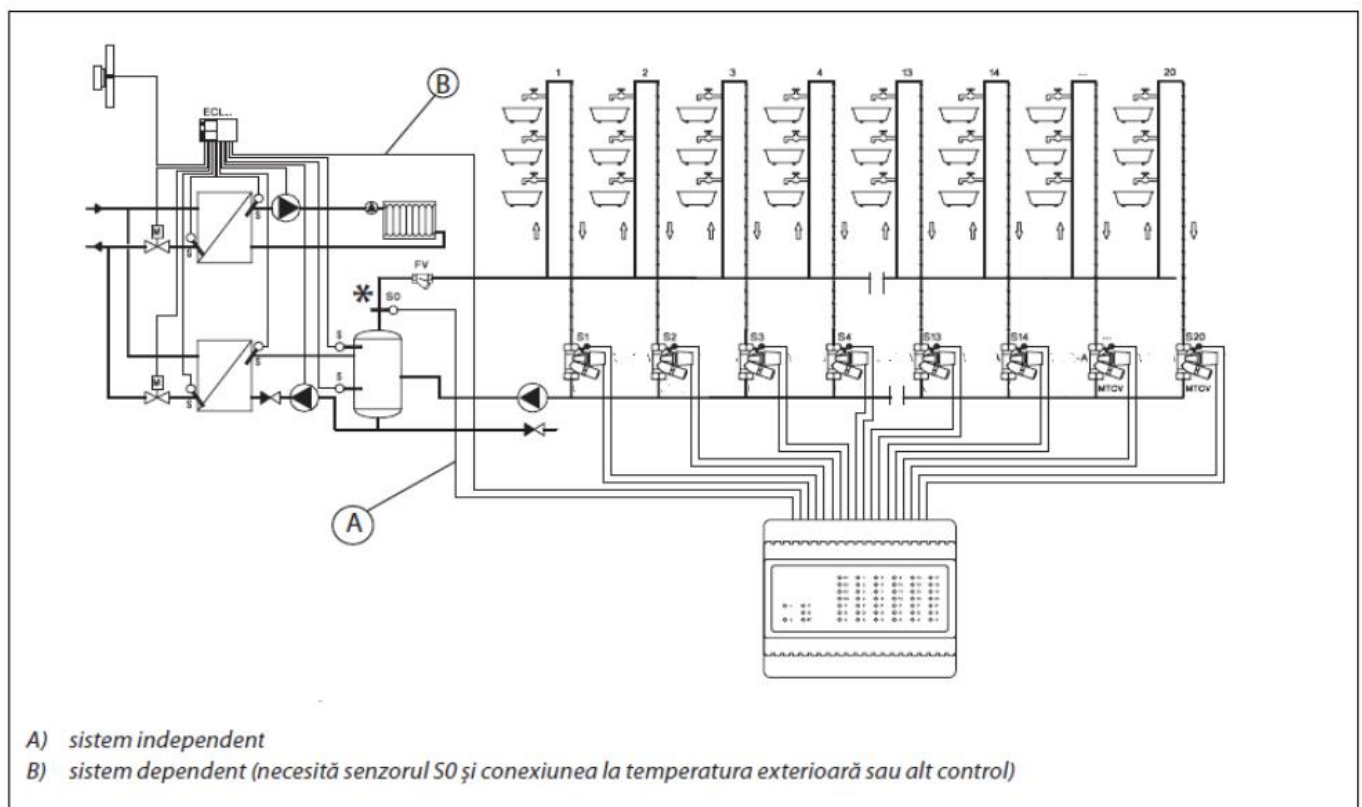 1 2 3 4 13 14 ... 20
B
ECL...
M
S
S
FV
* S0
S
S
S
M
S
S1 S2 S3 S4 S13 S14 ... S20
A
MTCV MTCV
A
A) sistem independent
B) sistem dependent (necesită senzorul S0 și conexiunea la temperatura exterioară sau alt control)